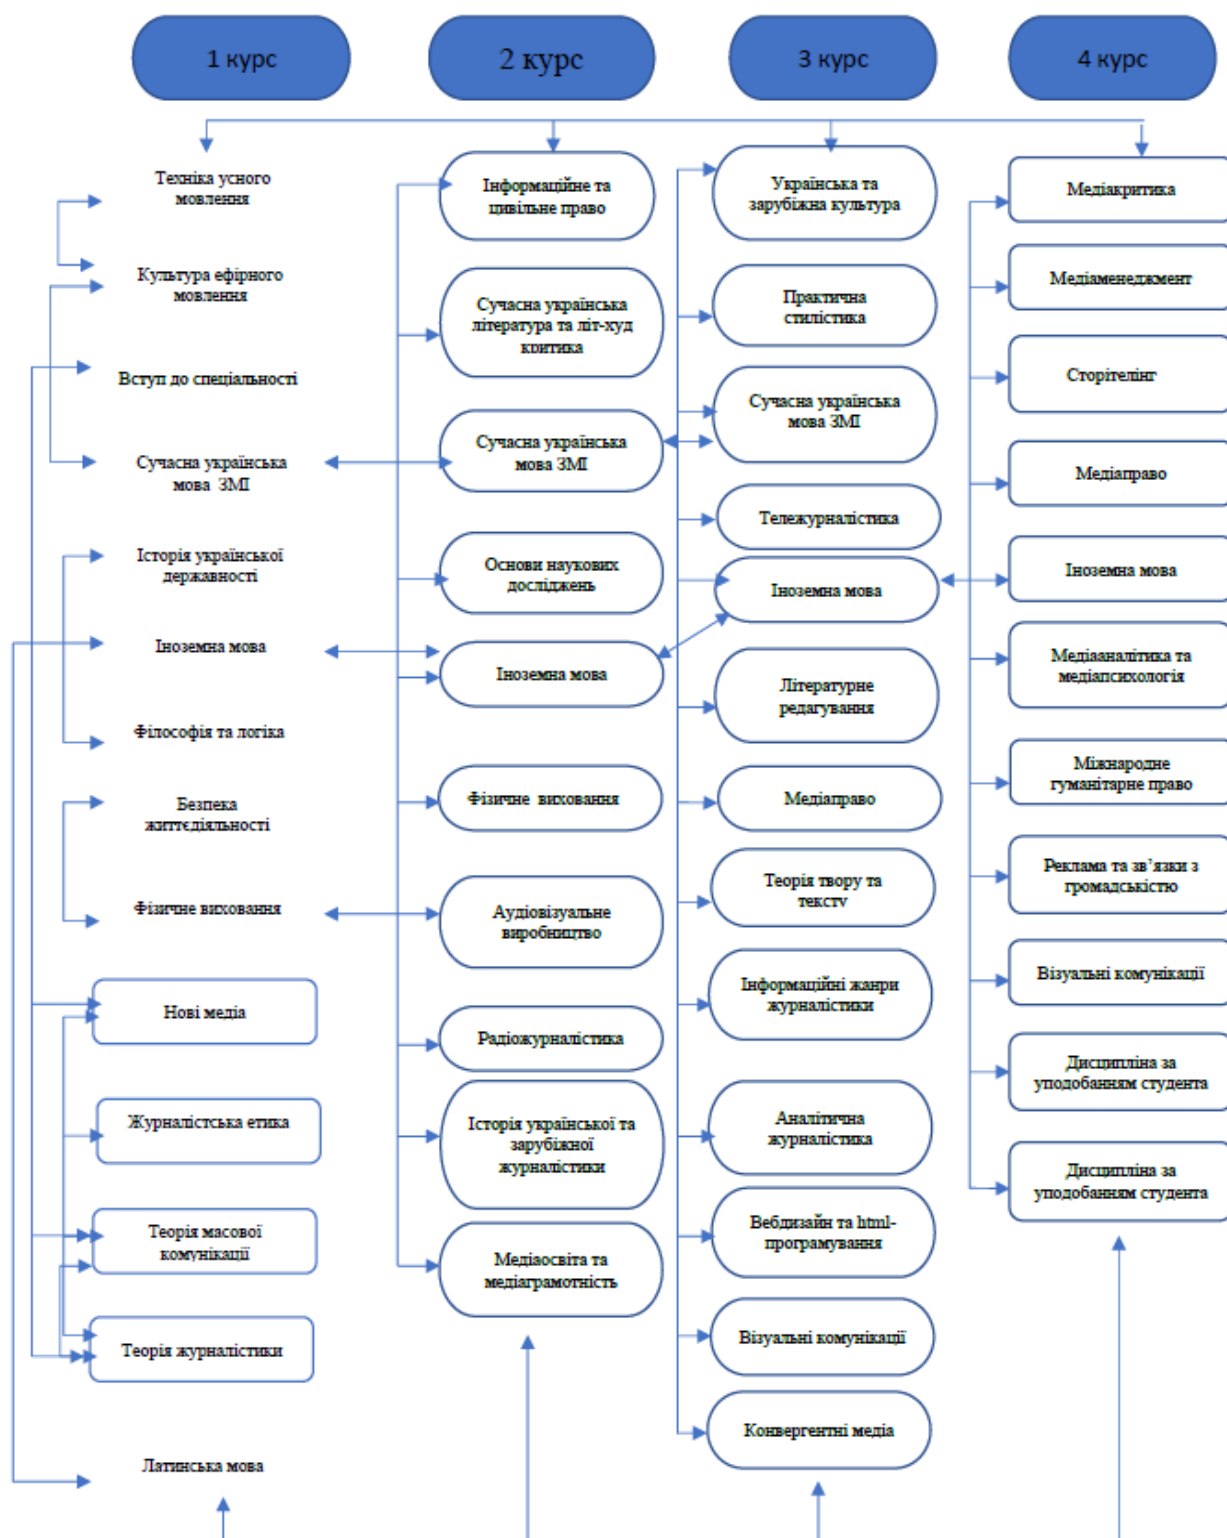 1 курс
2 курс
3 курс
4 курс
Техніка усного
мовлення
Культура ефірного
мовлення
Вступ до спеціальності
Сучасна українська
мова ЗМІ
Історія української
державності
Іноземна мова
Філософія та логіка
Безпека
життєдіяльності
Фізичне виховання
Нові медіа
Журналістська етика
Теорія масової
комунікації
Теорія журналістики
Латинська мова
Інформаційне та
цивільне право
Сучасна українська
література та літ-худ
критика
Сучасна українська
мова ЗМІ
Основи наукових
досліджень
Іноземна мова
Фізичне виховання
Аудіовізуальне
виробництво
Радіожурналістика
Історія української та
зарубіжної
журналістики
Медіаосвіта та
медіаграмотність
Українська та
зарубіжна культура
Практична
стилістика
Сучасна українська
мова ЗМІ
Тележурналістика
Іноземна мова
Літературне
редагування
Медіаправо
Теорія твору та
тексту
Інформаційні жанри
журналістики
Аналітична
журналістика
Вебдизайн та html-
програмування
Візуальні комунікації
Конвергентні медіа
Медіакритика
Медіаменеджмент
Сторітелінг
Медіаправо
Іноземна мова
Медіааналітика та
медіапсихологія
Міжнародне
гуманітарне право
Реклама та зв’язки з
громадськістю
Візуальні комунікації
Дисципліна за
уподобанням студента
Дисципліна за
уподобанням студента